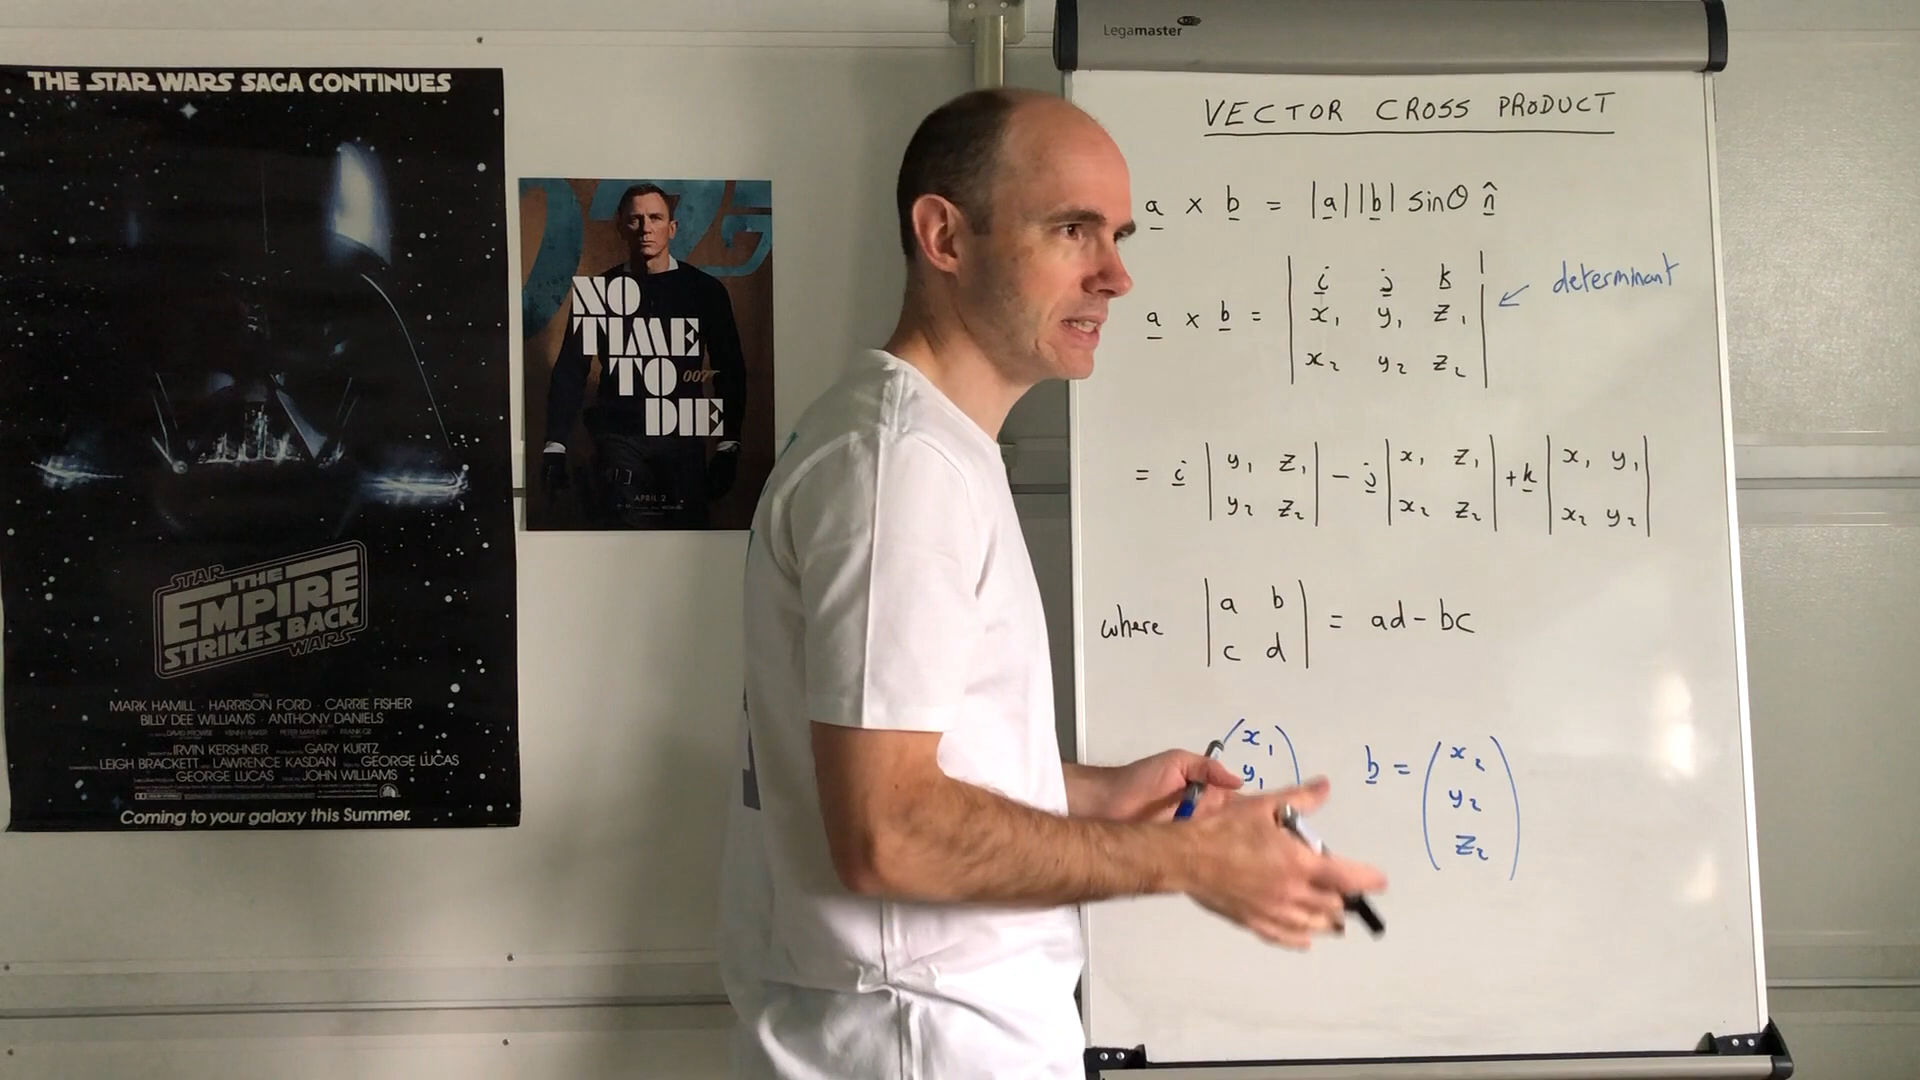 THE STAR WARS SAGA CONTINUES
STAR
THE
EMPIRE
STRIKES BACK
WARS
MARK HAMILL · HARRISON FORD · CARRIE FISHER
BILLY DEE WILLIAMS · ANTHONY DANIELS
IRVIN KERSHNER GARY KURTZ
LEIGH BRACKETT LAWRENCE KASDAN GEORGE LUCAS
GEORGE LUCAS JOHN WILLIAMS
Coming to your galaxy this Summer.
NO
TIME
TO 007
DIE
APRIL 2
Legamaster
VECTOR CROSS PRODUCT
a × b = |a||b| sinθ n̂
a × b = | i j k |
| x₁ y₁ z₁ | ← determinant
| x₂ y₂ z₂ |
= i | y₁ z₁ | - j | x₁ z₁ | + k | x₁ y₁ |
| y₂ z₂ | | x₂ z₂ | | x₂ y₂ |
where | a b | = ad - bc
| c d |
( x₁ ) b = ( x₂ )
( y₁ ) ( y₂ )
( z₂ )